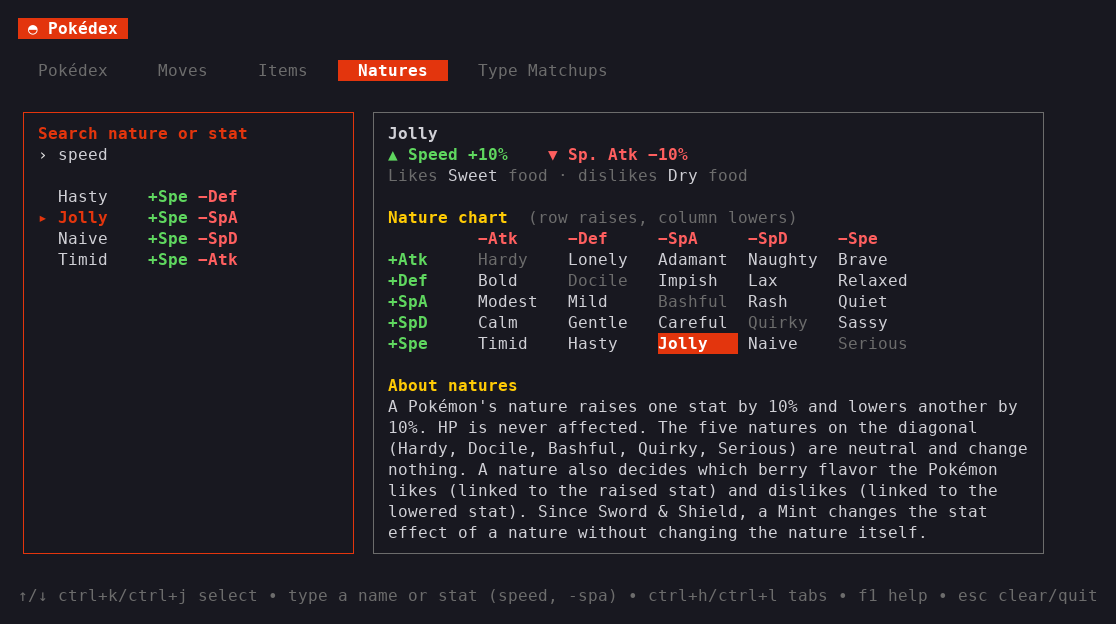 ◓ Pokédex
Pokédex Moves Items Natures Type Matchups
Search nature or stat
› speed
Hasty +Spe −Def
▸ Jolly +Spe −SpA
Naive +Spe −SpD
Timid +Spe −Atk
Jolly
▲ Speed +10% ▼ Sp. Atk −10%
Likes Sweet food · dislikes Dry food
Nature chart (row raises, column lowers)
−Atk −Def −SpA −SpD −Spe
+Atk Hardy Lonely Adamant Naughty Brave
+Def Bold Docile Impish Lax Relaxed
+SpA Modest Mild Bashful Rash Quiet
+SpD Calm Gentle Careful Quirky Sassy
+Spe Timid Hasty Jolly Naive Serious
About natures
A Pokémon's nature raises one stat by 10% and lowers another by
10%. HP is never affected. The five natures on the diagonal
(Hardy, Docile, Bashful, Quirky, Serious) are neutral and change
nothing. A nature also decides which berry flavor the Pokémon
likes (linked to the raised stat) and dislikes (linked to the
lowered stat). Since Sword & Shield, a Mint changes the stat
effect of a nature without changing the nature itself.
↑/↓ ctrl+k/ctrl+j select • type a name or stat (speed, -spa) • ctrl+h/ctrl+l tabs • f1 help • esc clear/quit